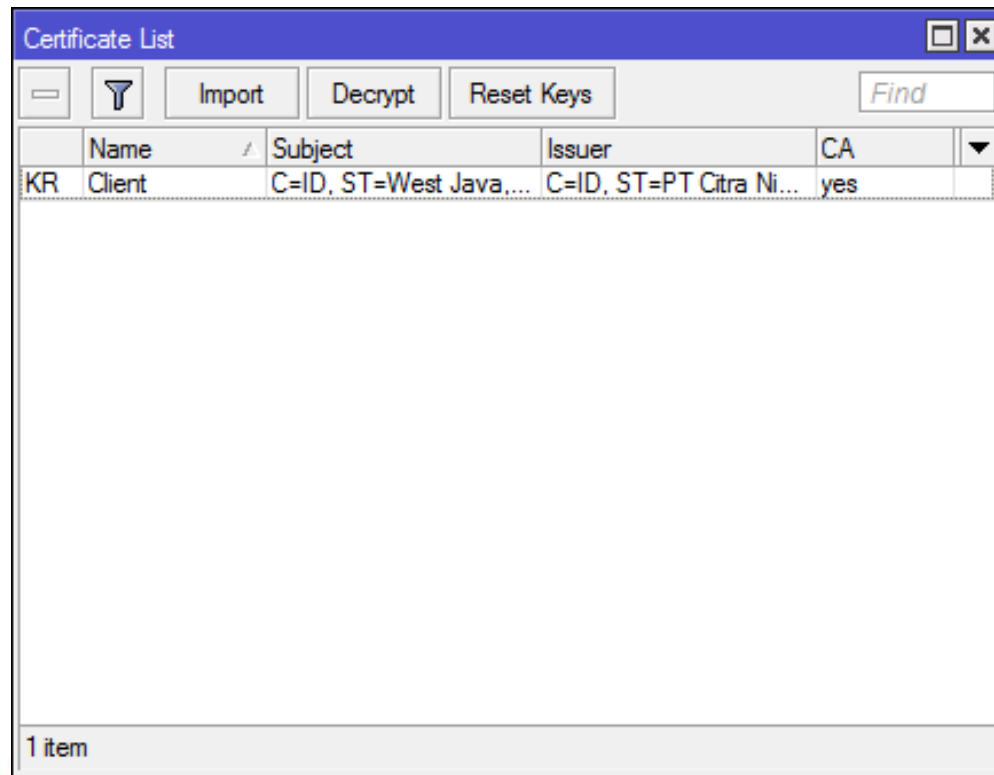 Certificate List
Import Decrypt Reset Keys Find
Name Subject Issuer CA
KR Client C=ID, ST=West Java,... C=ID, ST=PT Citra Ni... yes
1 item